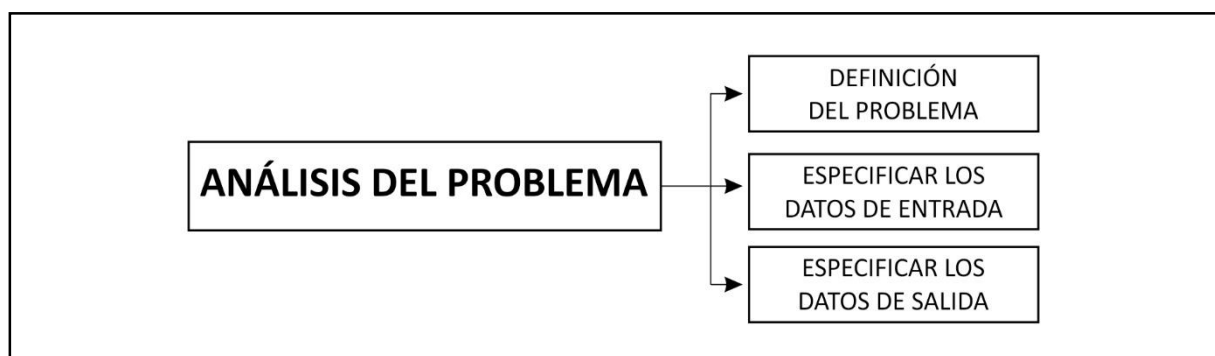 ANÁLISIS DEL PROBLEMA
DEFINICIÓN
DEL PROBLEMA
ESPECIFICAR LOS
DATOS DE ENTRADA
ESPECIFICAR LOS
DATOS DE SALIDA